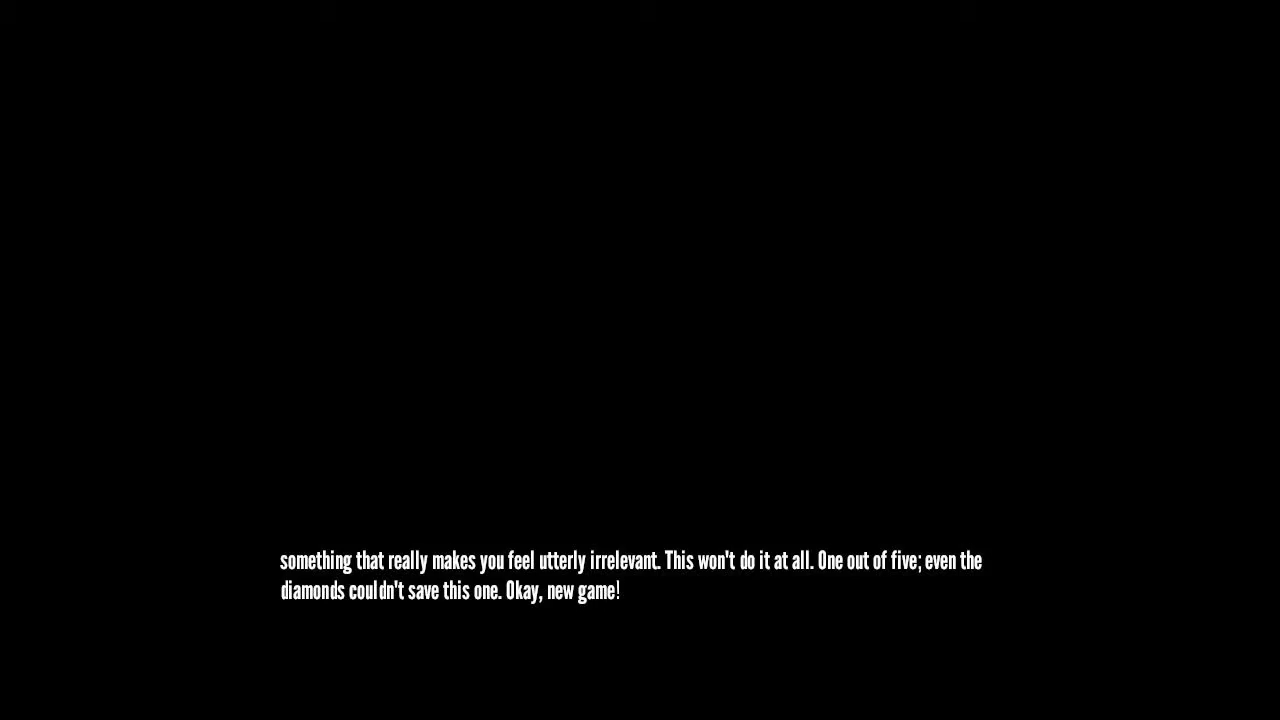 something that really makes you feel utterly irrelevant. This won't do it at all. One out of five; even the
diamonds couldn't save this one. Okay, new game!